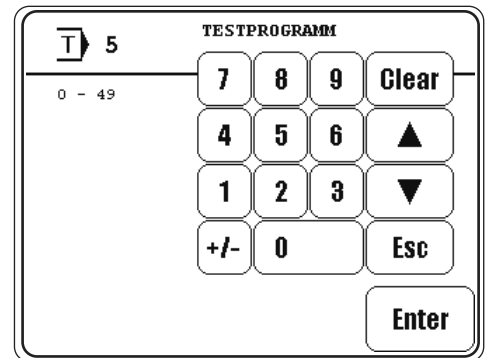 TESTPROGRAMM
T 5
7 8 9 Clear
0 - 49
4 5 6 ▲
1 2 3 ▼
+/- 0 Esc
Enter